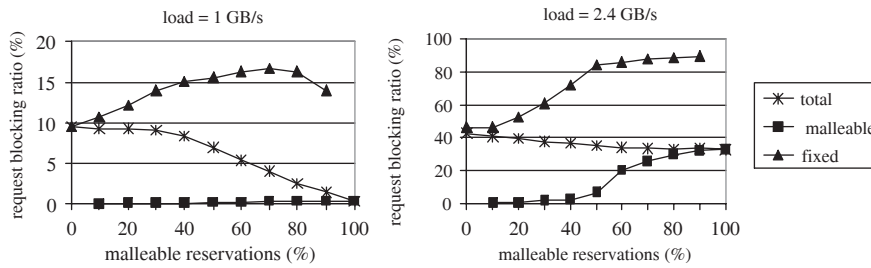 load = 1 GB/s
request blocking ratio (%)
20
15
10
5
0
0 20 40 60 80 100
malleable reservations (%)
load = 2.4 GB/s
request blocking ratio (%)
100
80
60
40
20
0
0 20 40 60 80 100
malleable reservations (%)
total
malleable
fixed